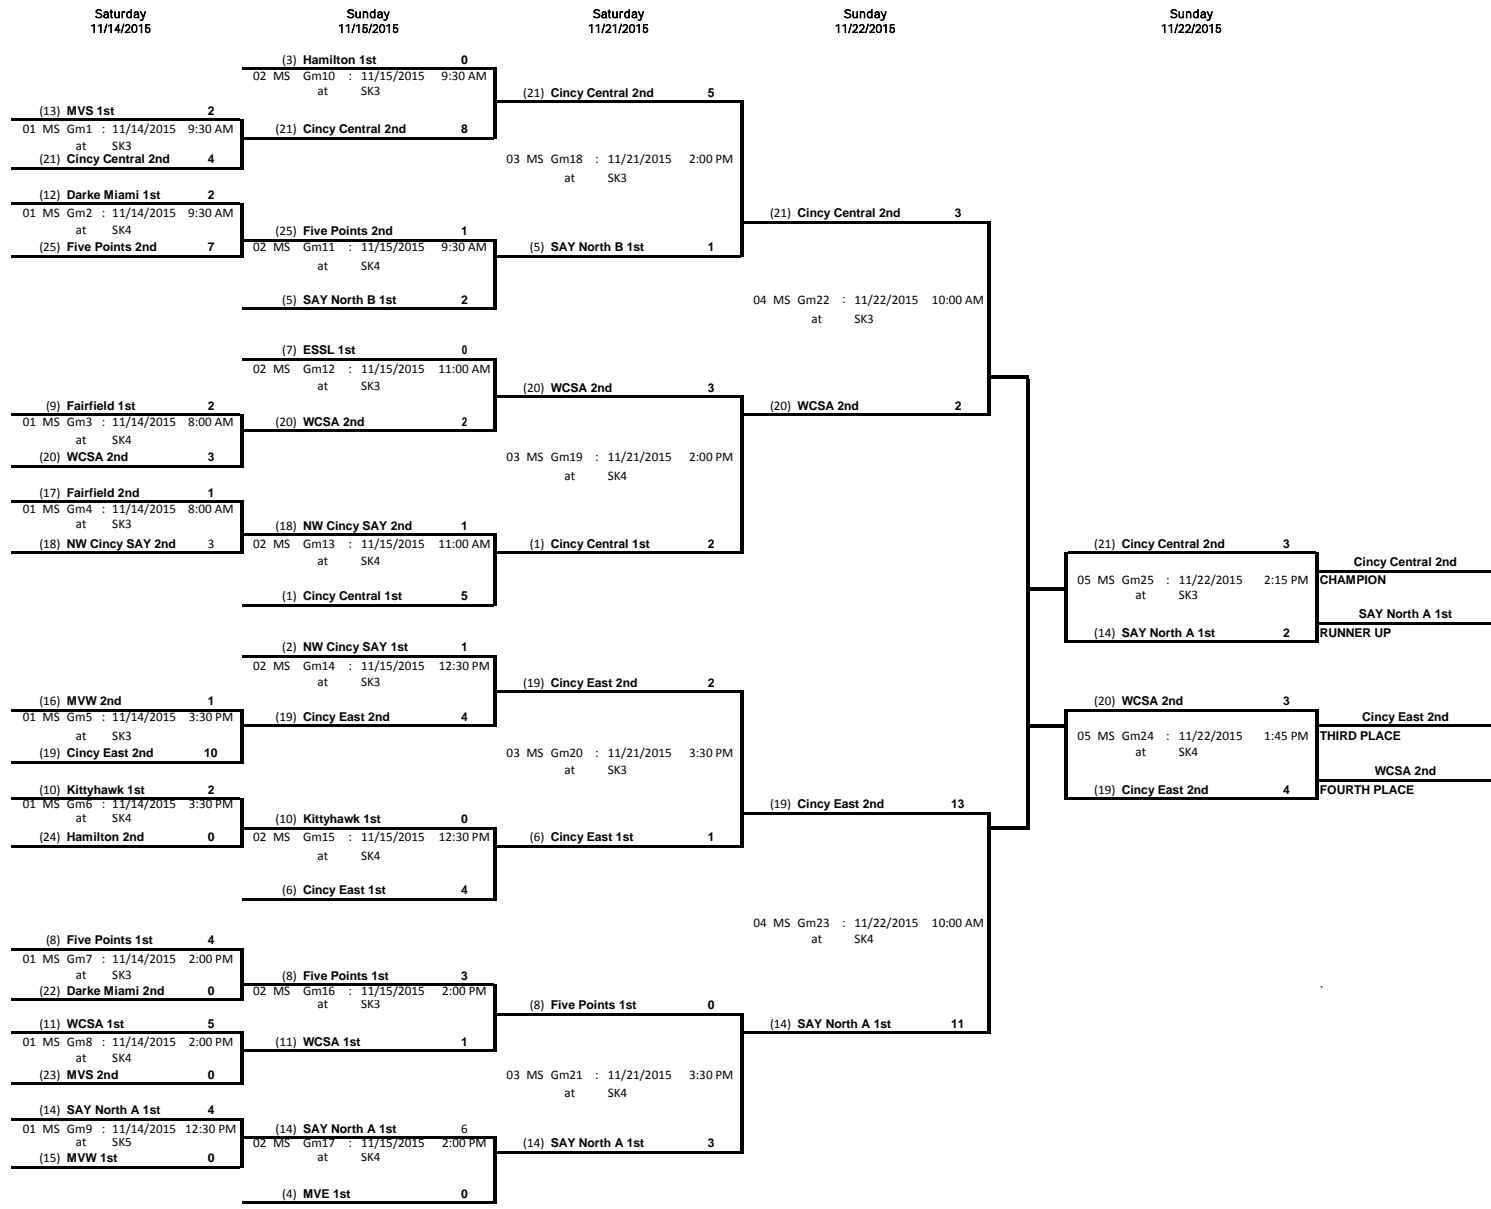 Saturday
11/14/2015
Sunday
11/15/2015
Saturday
11/21/2015
Sunday
11/22/2015
Sunday
11/22/2015
(13) MVS 1st 2
01 MS Gm1 : 11/14/2015 9:30 AM
at SK3
(21) Cincy Central 2nd 4
(12) Darke Miami 1st 2
01 MS Gm2 : 11/14/2015 9:30 AM
at SK4
(25) Five Points 2nd 7
(9) Fairfield 1st 2
01 MS Gm3 : 11/14/2015 8:00 AM
at SK4
(20) WCSA 2nd 3
(17) Fairfield 2nd 1
01 MS Gm4 : 11/14/2015 8:00 AM
at SK3
(18) NW Cincy SAY 2nd 3
(16) MVW 2nd 1
01 MS Gm5 : 11/14/2015 3:30 PM
at SK3
(19) Cincy East 2nd 10
(10) Kittyhawk 1st 2
01 MS Gm6 : 11/14/2015 3:30 PM
at SK4
(24) Hamilton 2nd 0
(8) Five Points 1st 4
01 MS Gm7 : 11/14/2015 2:00 PM
at SK3
(22) Darke Miami 2nd 0
(11) WCSA 1st 5
01 MS Gm8 : 11/14/2015 2:00 PM
at SK4
(23) MVS 2nd 0
(14) SAY North A 1st 4
01 MS Gm9 : 11/14/2015 12:30 PM
at SK5
(15) MVW 1st 0
(3) Hamilton 1st 0
02 MS Gm10 : 11/15/2015 9:30 AM
at SK3
(21) Cincy Central 2nd 8
(25) Five Points 2nd 1
02 MS Gm11 : 11/15/2015 9:30 AM
at SK4
(5) SAY North B 1st 2
(7) ESSL 1st 0
02 MS Gm12 : 11/15/2015 11:00 AM
at SK3
(20) WCSA 2nd 2
(18) NW Cincy SAY 2nd 1
02 MS Gm13 : 11/15/2015 11:00 AM
at SK4
(1) Cincy Central 1st 5
(2) NW Cincy SAY 1st 1
02 MS Gm14 : 11/15/2015 12:30 PM
at SK3
(19) Cincy East 2nd 4
(10) Kittyhawk 1st 0
02 MS Gm15 : 11/15/2015 12:30 PM
at SK4
(6) Cincy East 1st 4
(8) Five Points 1st 3
02 MS Gm16 : 11/15/2015 2:00 PM
at SK3
(11) WCSA 1st 1
(14) SAY North A 1st 6
02 MS Gm17 : 11/15/2015 2:00 PM
at SK4
(4) MVE 1st 0
(21) Cincy Central 2nd 5
03 MS Gm18 : 11/21/2015 2:00 PM
at SK3
(5) SAY North B 1st 1
(20) WCSA 2nd 3
03 MS Gm19 : 11/21/2015 2:00 PM
at SK4
(1) Cincy Central 1st 2
(19) Cincy East 2nd 2
03 MS Gm20 : 11/21/2015 3:30 PM
at SK3
(6) Cincy East 1st 1
(8) Five Points 1st 0
03 MS Gm21 : 11/21/2015 3:30 PM
at SK4
(14) SAY North A 1st 3
(21) Cincy Central 2nd 3
04 MS Gm22 : 11/22/2015 10:00 AM
at SK3
(20) WCSA 2nd 2
(19) Cincy East 2nd 13
04 MS Gm23 : 11/22/2015 10:00 AM
at SK4
(14) SAY North A 1st 11
(21) Cincy Central 2nd 3
05 MS Gm25 : 11/22/2015 2:15 PM
at SK3
(14) SAY North A 1st 2
(20) WCSA 2nd 3
05 MS Gm24 : 11/22/2015 1:45 PM
at SK4
(19) Cincy East 2nd 4
Cincy Central 2nd
CHAMPION
SAY North A 1st
RUNNER UP
Cincy East 2nd
THIRD PLACE
WCSA 2nd
FOURTH PLACE
`